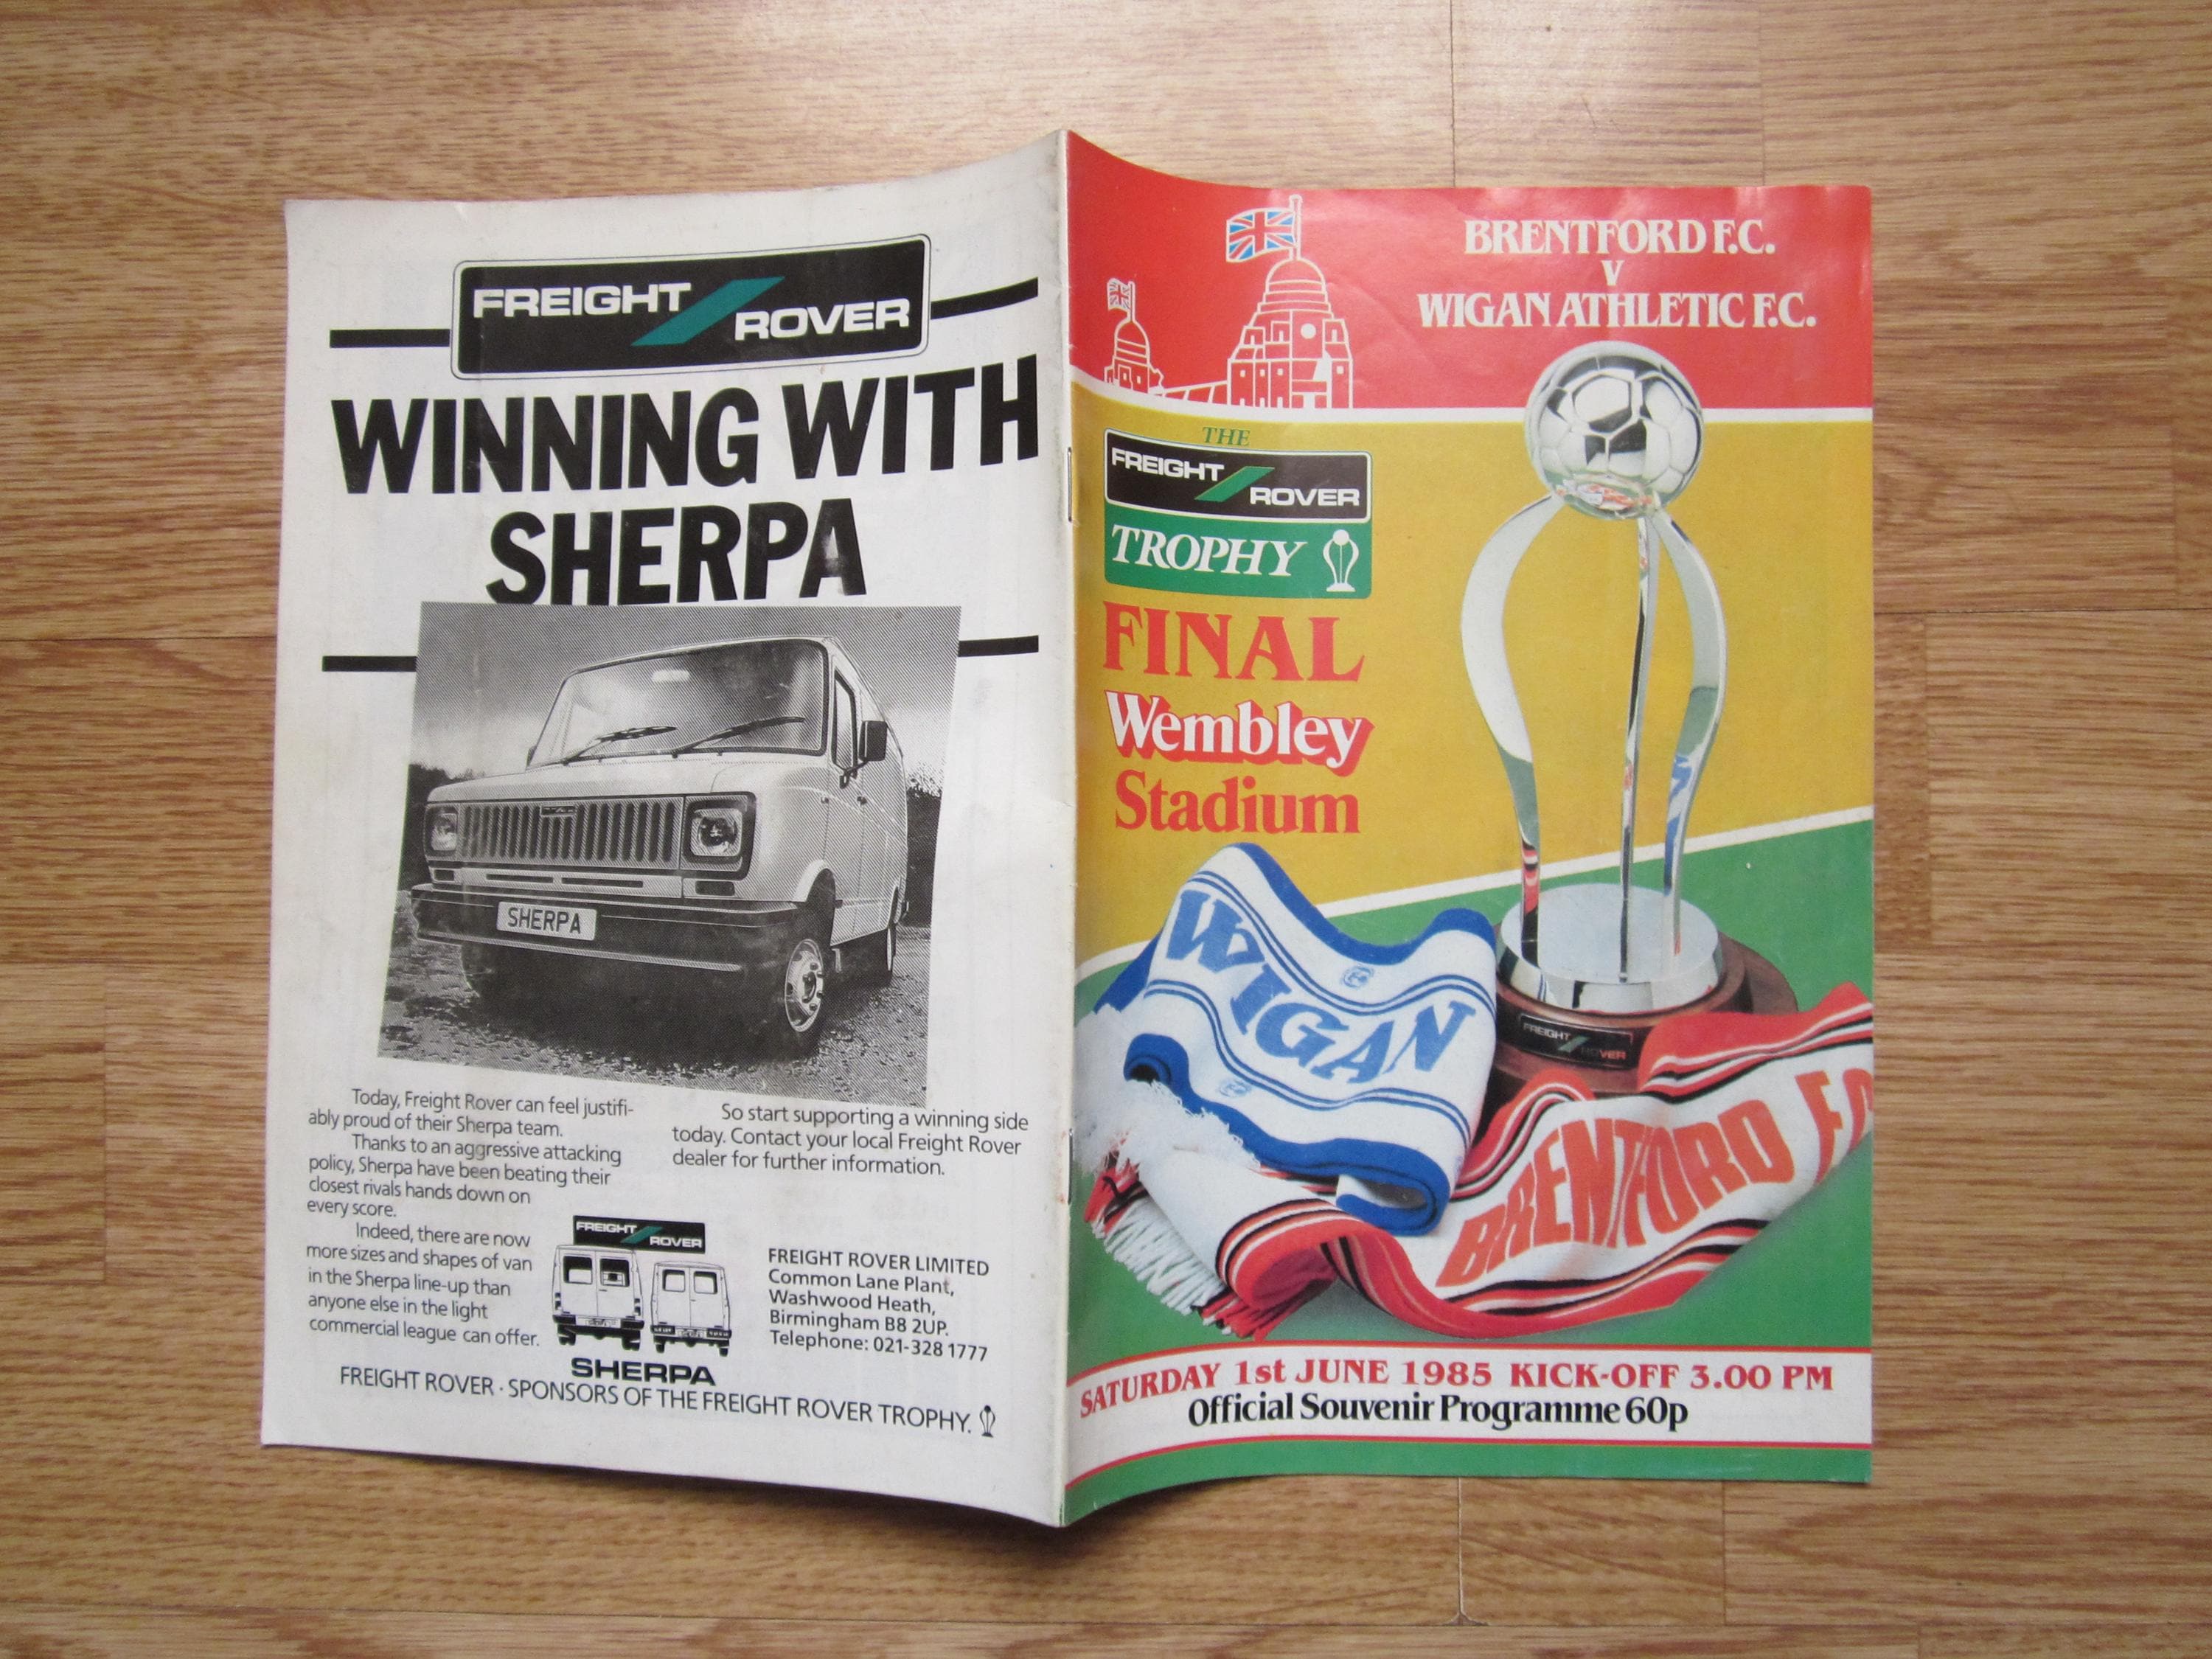 FREIGHT ROVER
WINNING WITH
SHERPA
SHERPA
Today, Freight Rover can feel justifi-
ably proud of their Sherpa team.
Thanks to an aggressive attacking
policy, Sherpa have been beating their
closest rivals hands down on
every score.
Indeed, there are now
more sizes and shapes of van
in the Sherpa line-up than
anyone else in the light
commercial league can offer.
So start supporting a winning side
today. Contact your local Freight Rover
dealer for further information.
FREIGHT ROVER
SHERPA
FREIGHT ROVER LIMITED
Common Lane Plant,
Washwood Heath,
Birmingham B8 2UP.
Telephone: 021-328 1777
FREIGHT ROVER · SPONSORS OF THE FREIGHT ROVER TROPHY.
BRENTFORD F.C.
V
WIGAN ATHLETIC F.C.
THE
FREIGHT ROVER
TROPHY
FINAL
Wembley
Stadium
WIGAN
FREIGHT ROVER
BRENTFORD F.C
SATURDAY 1st JUNE 1985 KICK-OFF 3.00 PM
Official Souvenir Programme 60p